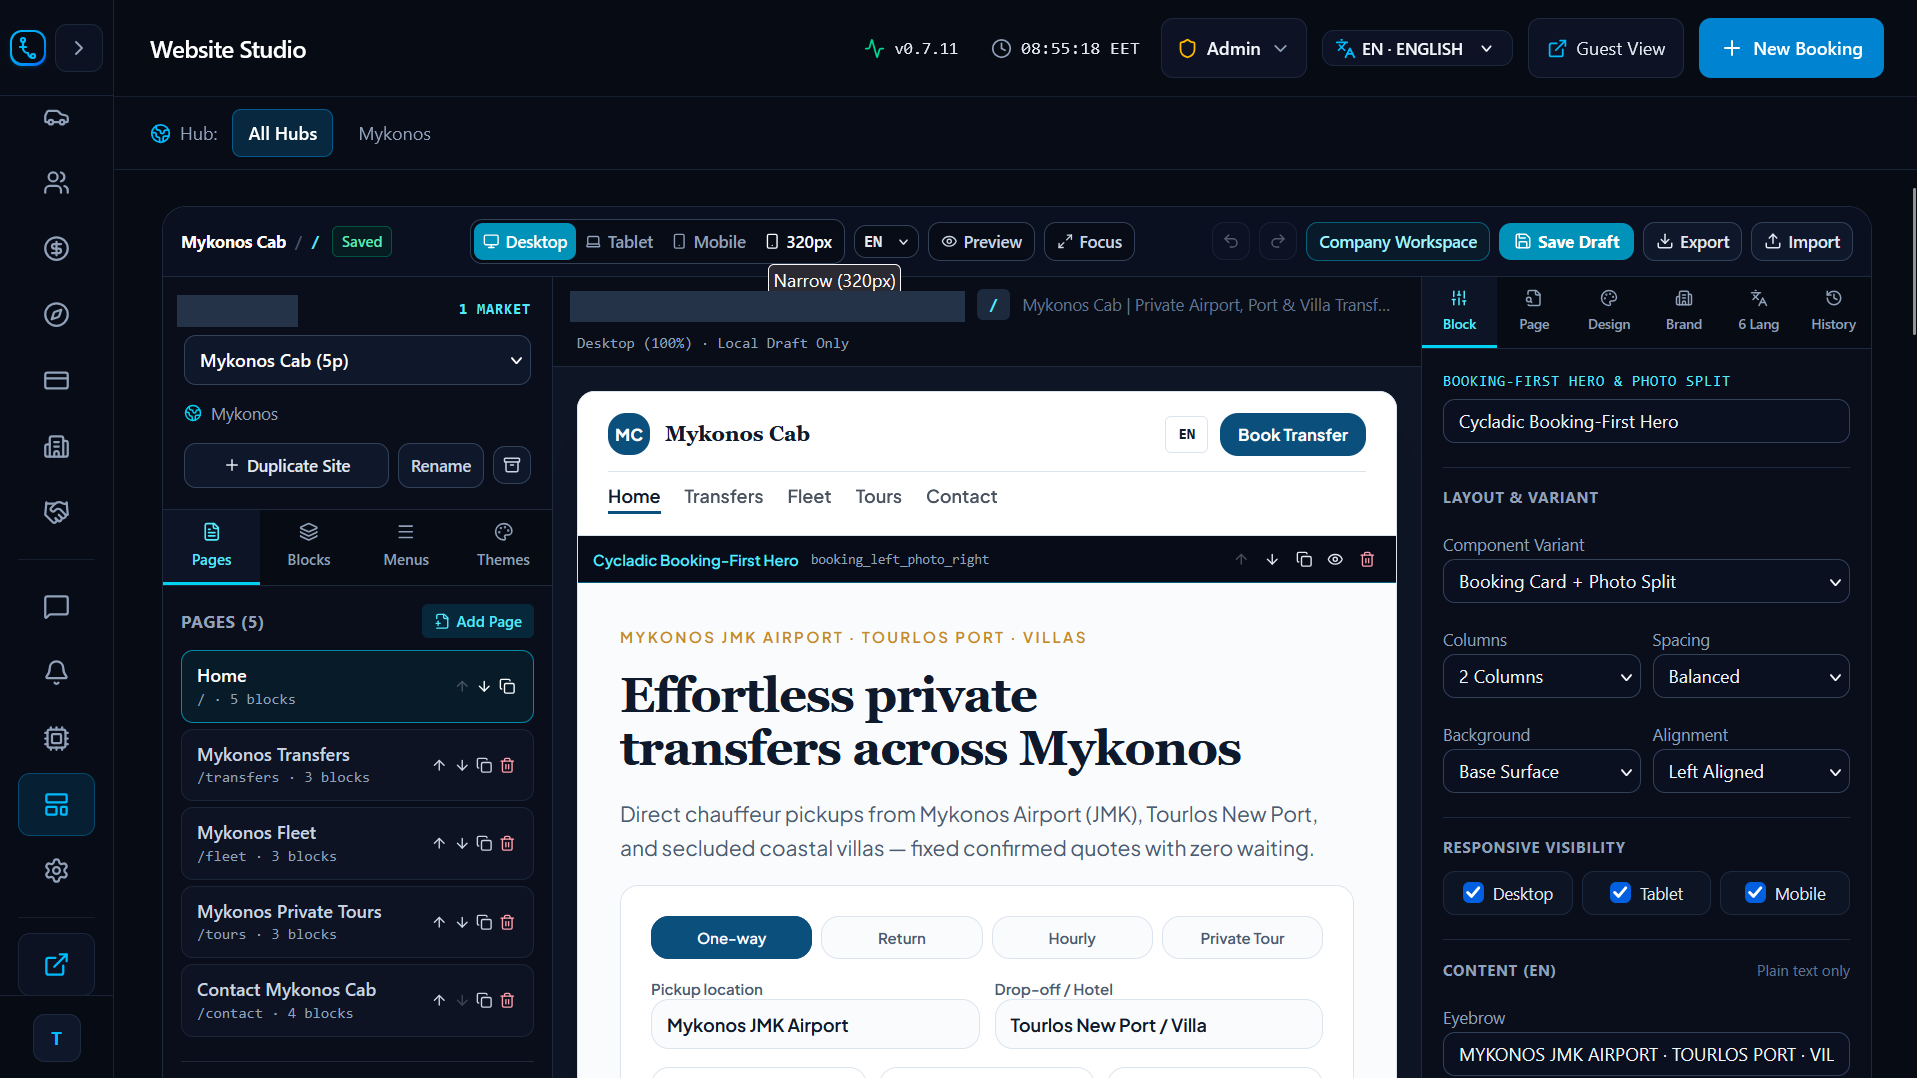 Website Studio
v0.7.11
08:55:18 EET
Admin
EN · ENGLISH
Guest View
New Booking
Hub:
All Hubs
Mykonos
Mykonos Cab / /
Saved
Desktop
Tablet
Mobile
320px
EN
Preview
Focus
Company Workspace
Save Draft
Export
Import
Narrow (320px)
1 MARKET
Mykonos Cab (5p)
Mykonos
+ Duplicate Site
Rename
Pages
Blocks
Menus
Themes
PAGES (5)
Add Page
Home
/ · 5 blocks
Mykonos Transfers
/transfers · 3 blocks
Mykonos Fleet
/fleet · 3 blocks
Mykonos Private Tours
/tours · 3 blocks
Contact Mykonos Cab
/contact · 4 blocks
T
/
Mykonos Cab | Private Airport, Port & Villa Transf...
Desktop (100%) · Local Draft Only
MC
Mykonos Cab
EN
Book Transfer
Home
Transfers
Fleet
Tours
Contact
Cycladic Booking-First Hero
booking_left_photo_right
MYKONOS JMK AIRPORT · TOURLOS PORT · VILLAS
Effortless private
transfers across Mykonos
Direct chauffeur pickups from Mykonos Airport (JMK), Tourlos New Port,
and secluded coastal villas — fixed confirmed quotes with zero waiting.
One-way
Return
Hourly
Private Tour
Pickup location
Mykonos JMK Airport
Drop-off / Hotel
Tourlos New Port / Villa
Block
Page
Design
Brand
6 Lang
History
BOOKING-FIRST HERO & PHOTO SPLIT
Cycladic Booking-First Hero
LAYOUT & VARIANT
Component Variant
Booking Card + Photo Split
Columns
Spacing
2 Columns
Balanced
Background
Alignment
Base Surface
Left Aligned
RESPONSIVE VISIBILITY
Desktop
Tablet
Mobile
CONTENT (EN)
Plain text only
Eyebrow
MYKONOS JMK AIRPORT · TOURLOS PORT · VIL